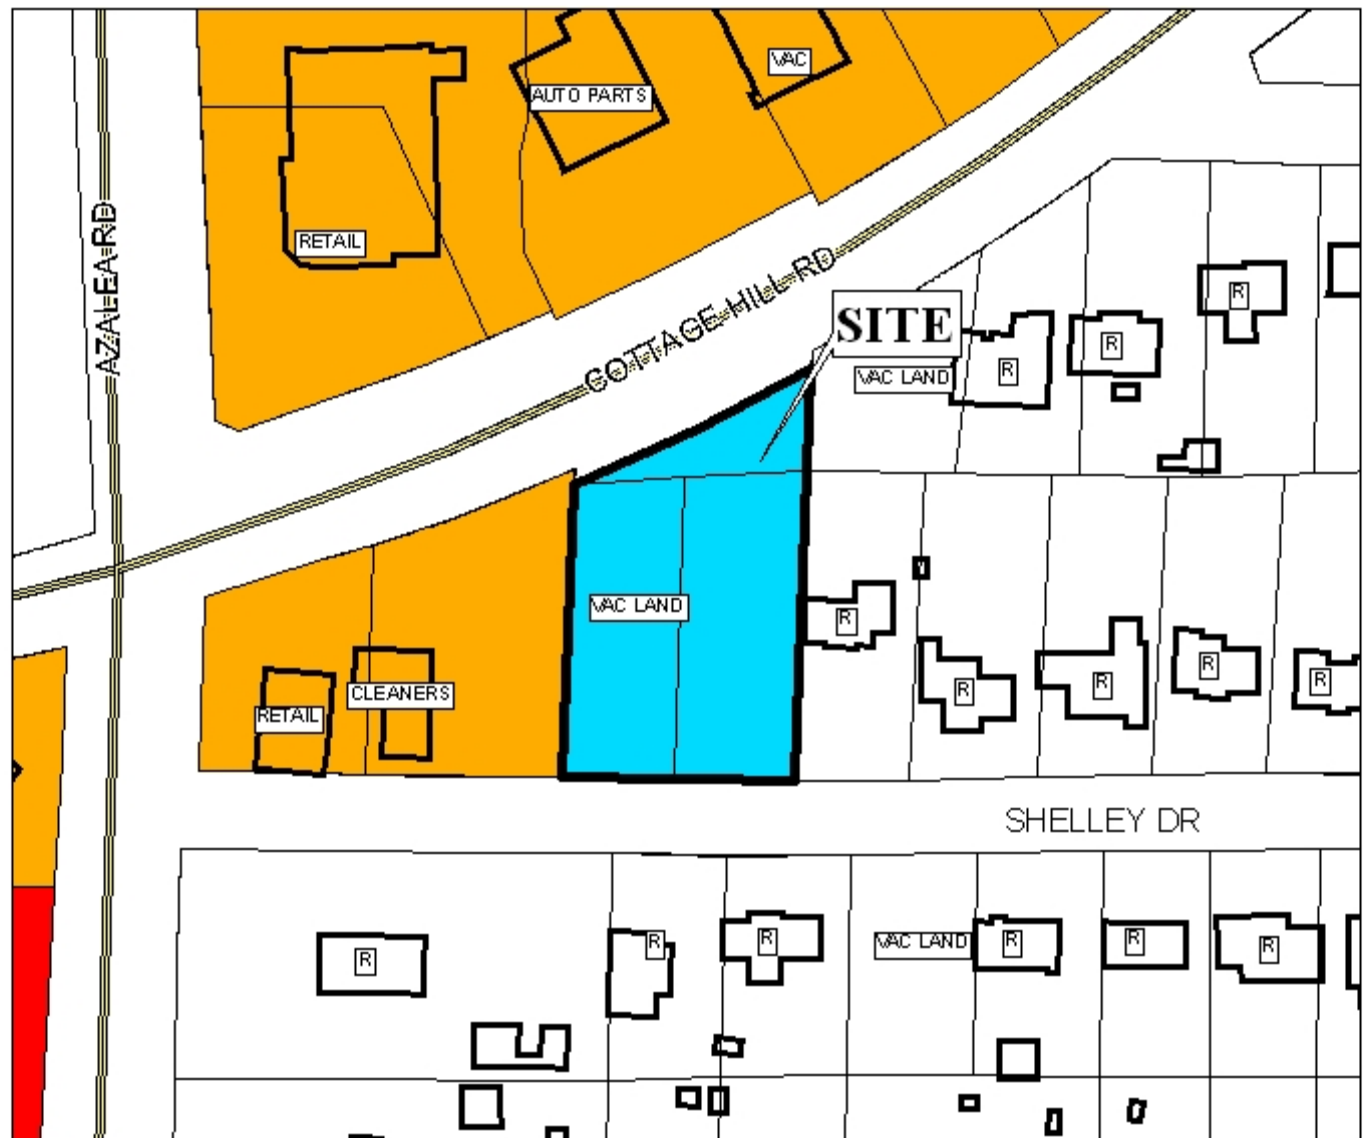 VAC
AUTO PARTS
RETAIL
AZALEA RD
COTTAGE HILL RD
SITE
R
R
R
VAC LAND
VAC LAND
R
R
R
R
R
CLEANERS
RETAIL
SHELLEY DR
R
R
R
VAC LAND
R
R
R